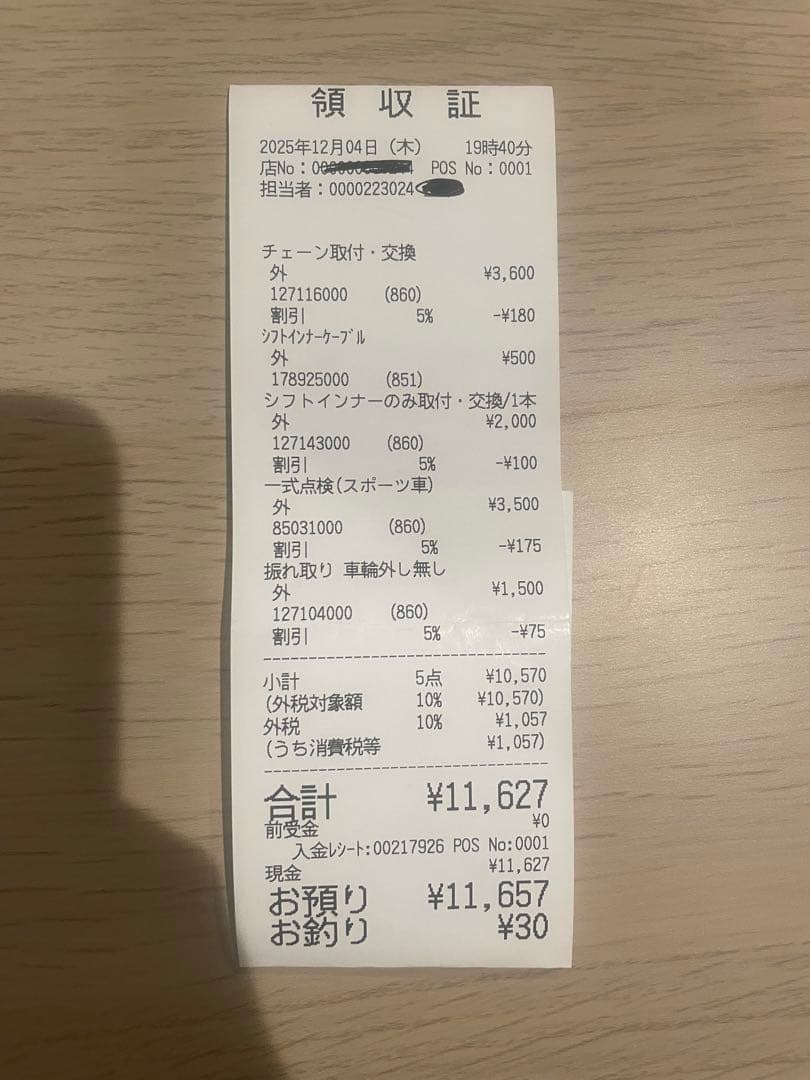 領 収 証
2025年12月04日（木） 19時40分
店No： POS No：0001
担当者：0000223024
チェーン取付・交換
外 ¥3,600
127116000 (860)
割引 5% -¥180
ｼﾌﾄｲﾝﾅｰｹｰﾌﾞﾙ
外 ¥500
178925000 (851)
シフトインナーのみ取付・交換/1本
外 ¥2,000
127143000 (860)
割引 5% -¥100
一式点検(スポーツ車)
外 ¥3,500
85031000 (860)
割引 5% -¥175
振れ取り 車輪外し無し
外 ¥1,500
127104000 (860)
割引 5% -¥75
小計 5点 ¥10,570
(外税対象額 10% ¥10,570)
外税 10% ¥1,057
(うち消費税等 ¥1,057)
合計 ¥11,627
前受金 ¥0
入金ﾚｼｰﾄ:00217926 POS No:0001
現金 ¥11,627
お預り ¥11,657
お釣り ¥30